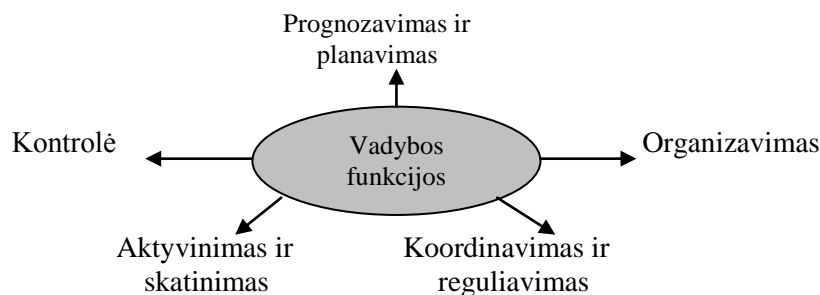 Prognozavimas ir
planavimas
Kontrolė
Vadybos
funkcijos
Organizavimas
Aktyvinimas ir
skatinimas
Koordinavimas ir
reguliavimas